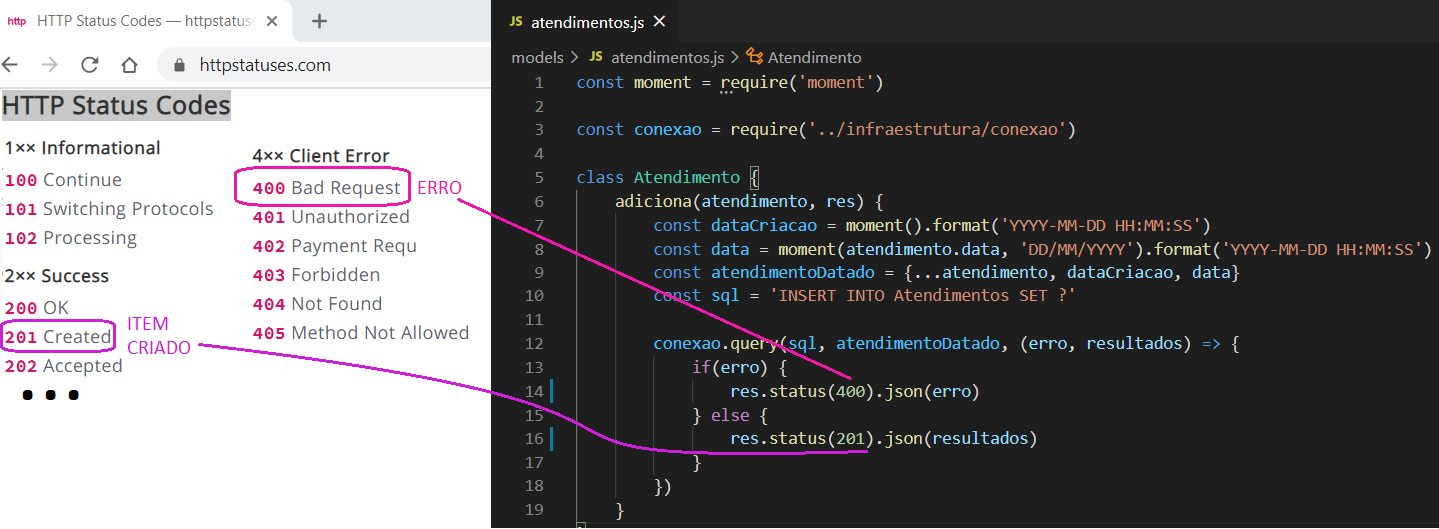 http HTTP Status Codes — httpstatuse
httpstatuses.com
HTTP Status Codes
1×× Informational
100 Continue
101 Switching Protocols
102 Processing
2×× Success
200 OK
201 Created
202 Accepted
ITEM
CRIADO
4×× Client Error
400 Bad Request
401 Unauthorized
402 Payment Requ
403 Forbidden
404 Not Found
405 Method Not Allowed
ERRO
JS atendimentos.js
models > JS atendimentos.js > Atendimento
1 const moment = require('moment')
2
3 const conexao = require('../infraestrutura/conexao')
4
5 class Atendimento {
6 adiciona(atendimento, res) {
7 const dataCriacao = moment().format('YYYY-MM-DD HH:MM:SS')
8 const data = moment(atendimento.data, 'DD/MM/YYYY').format('YYYY-MM-DD HH:MM:SS')
9 const atendimentoDatado = {...atendimento, dataCriacao, data}
10 const sql = 'INSERT INTO Atendimentos SET ?'
11
12 conexao.query(sql, atendimentoDatado, (erro, resultados) => {
13 if(erro) {
14 res.status(400).json(erro)
15 } else {
16 res.status(201).json(resultados)
17 }
18 })
19 }